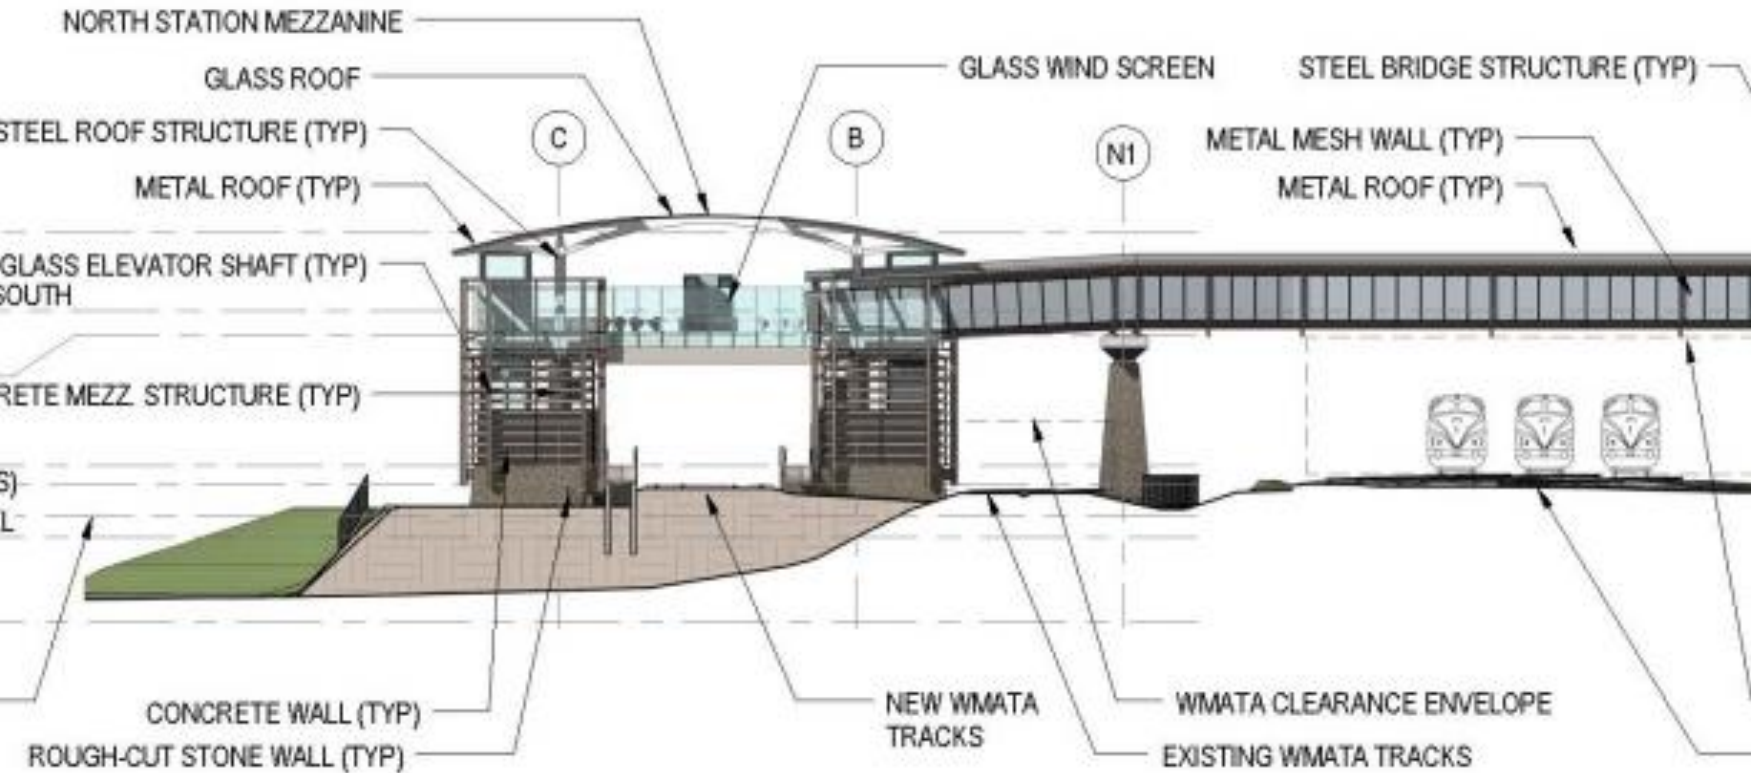 NORTH STATION MEZZANINE
GLASS ROOF
GLASS WIND SCREEN
STEEL BRIDGE STRUCTURE (TYP)
STEEL ROOF STRUCTURE (TYP)
C
B
N1
METAL MESH WALL (TYP)
METAL ROOF (TYP)
METAL ROOF (TYP)
GLASS ELEVATOR SHAFT (TYP)
SOUTH
MEZZ. STRUCTURE (TYP)
CONCRETE WALL (TYP)
ROUGH-CUT STONE WALL (TYP)
NEW WMATA
TRACKS
WMATA CLEARANCE ENVELOPE
EXISTING WMATA TRACKS